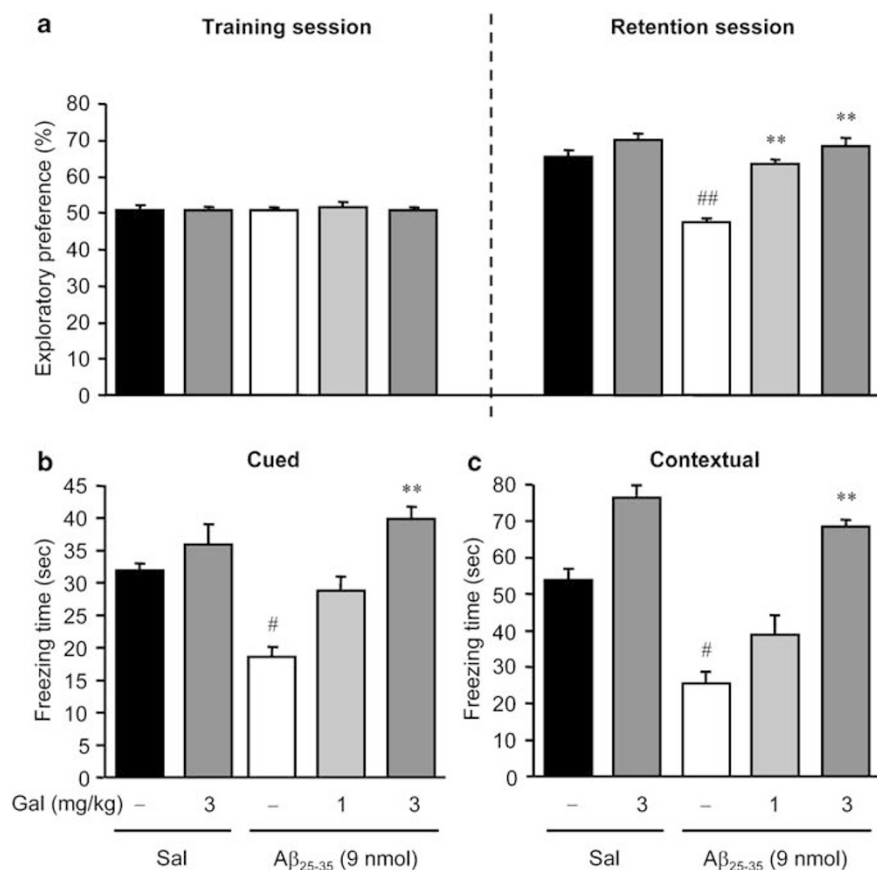 a
Training session
Retention session
Exploratory preference (%)
80
70
60
50
40
30
20
10
0
##
**
**
b
Cued
Freezing time (sec)
45
40
35
30
25
20
15
10
5
0
#
**
c
Contextual
Freezing time (sec)
80
70
60
50
40
30
20
10
0
#
**
Gal (mg/kg) – 3 – 1 3 – 3 – 1 3
Sal Aβ25-35 (9 nmol) Sal Aβ25-35 (9 nmol)